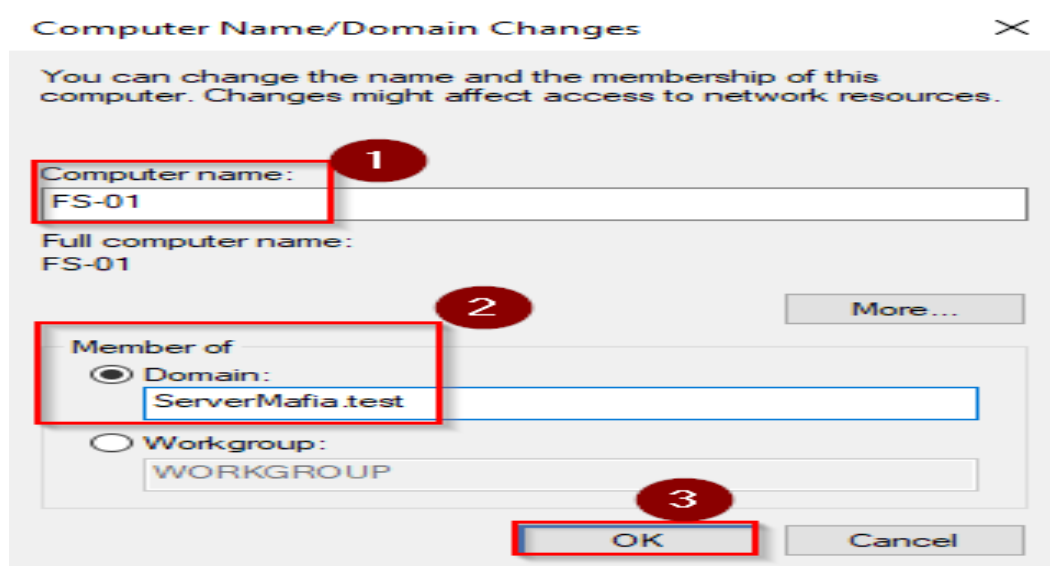 Computer Name/Domain Changes
You can change the name and the membership of this
computer. Changes might affect access to network resources.
1
Computer name:
FS-01
Full computer name:
FS-01
2
More...
Member of
Domain:
ServerMafia.test
Workgroup:
WORKGROUP
3
OK
Cancel